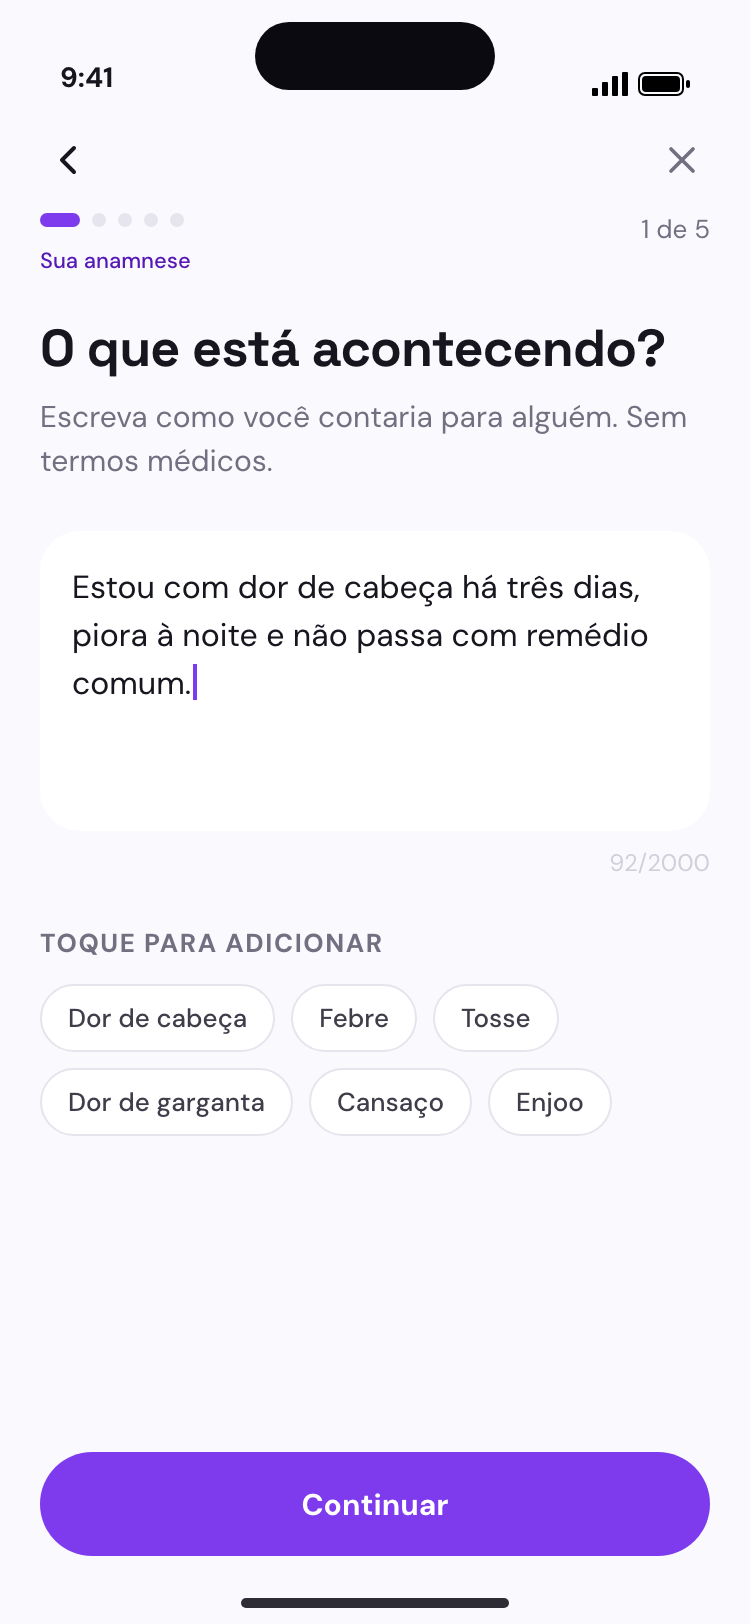 9:41
1 de 5
Sua anamnese
O que está acontecendo?
Escreva como você contaria para alguém. Sem
termos médicos.
Estou com dor de cabeça há três dias,
piora à noite e não passa com remédio
comum.
92/2000
TOQUE PARA ADICIONAR
Dor de cabeça
Febre
Tosse
Dor de garganta
Cansaço
Enjoo
Continuar